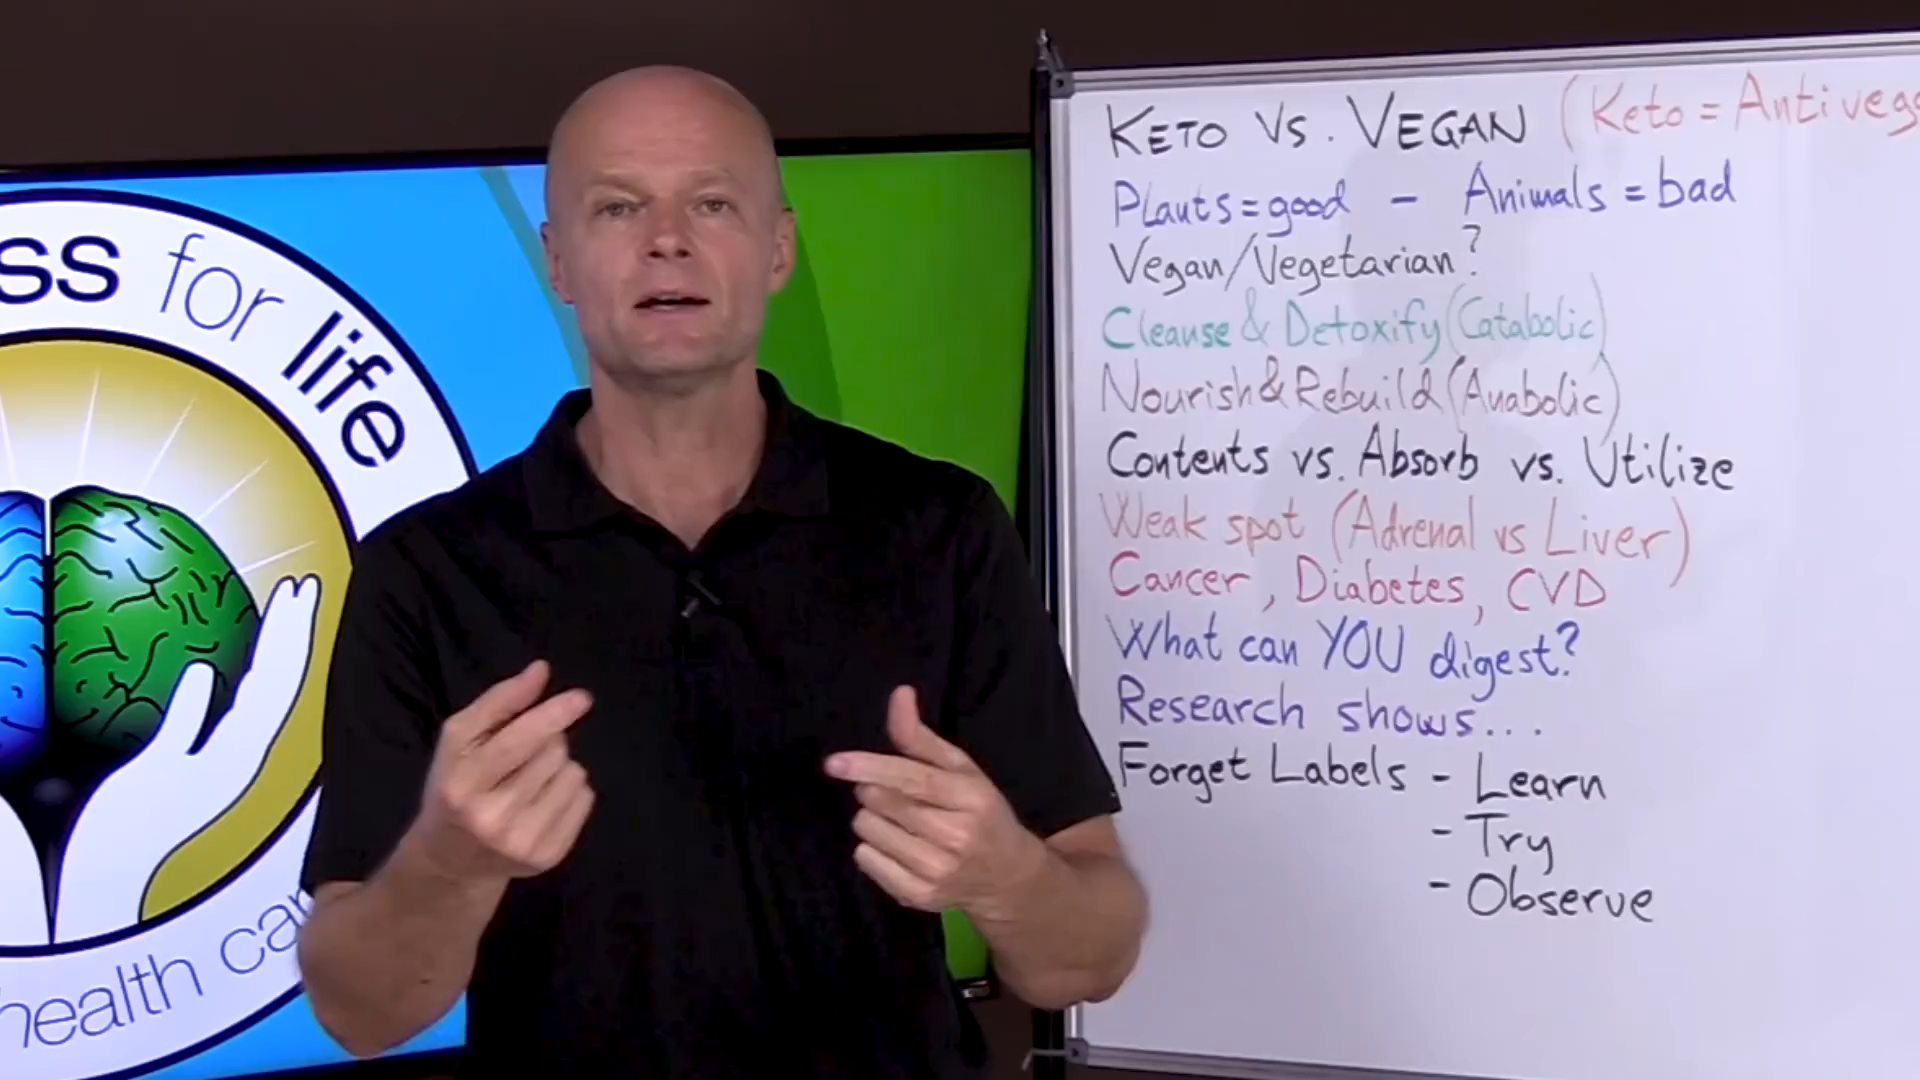 ss for life
health car
KETO VS. VEGAN (Keto = Antiveg
Plants = good - Animals = bad
Vegan/Vegetarian?
Cleanse & Detoxify (Catabolic)
Nourish & Rebuild (Anabolic)
Contents vs. Absorb vs. Utilize
Weak spot (Adrenal vs Liver)
Cancer, Diabetes, CVD
What can YOU digest?
Research shows...
Forget Labels - Learn
- Try
- Observe